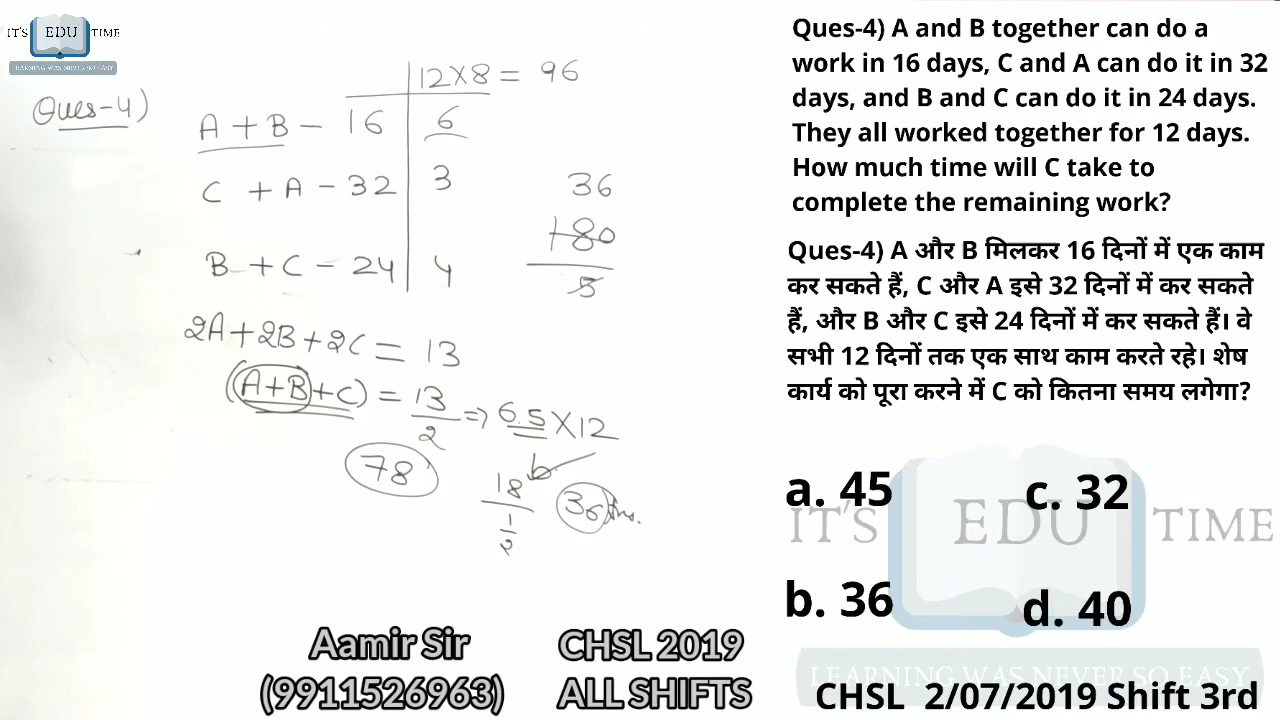 IT'S EDU TIME
LEARNING WAS NEVER SO EASY
Ques-4)
12×8 = 96
A + B - 16 6
C + A - 32 3
B + C - 24 4
36
180
5
2A+2B+2C = 13
(A+B+C) = 13/2 ⇒ 6.5×12
78
b
18
1/2
36 Ans.
Ques-4) A and B together can do a
work in 16 days, C and A can do it in 32
days, and B and C can do it in 24 days.
They all worked together for 12 days.
How much time will C take to
complete the remaining work?
Ques-4) A और B मिलकर 16 दिनों में एक काम
कर सकते हैं, C और A इसे 32 दिनों में कर सकते
हैं, और B और C इसे 24 दिनों में कर सकते हैं। वे
सभी 12 दिनों तक एक साथ काम करते रहे। शेष
कार्य को पूरा करने में C को कितना समय लगेगा?
a. 45 c. 32
IT'S EDU TIME
b. 36 d. 40
LEARNING WAS NEVER SO EASY
Aamir Sir CHSL 2019
(9911526963) ALL SHIFTS
CHSL 2/07/2019 Shift 3rd